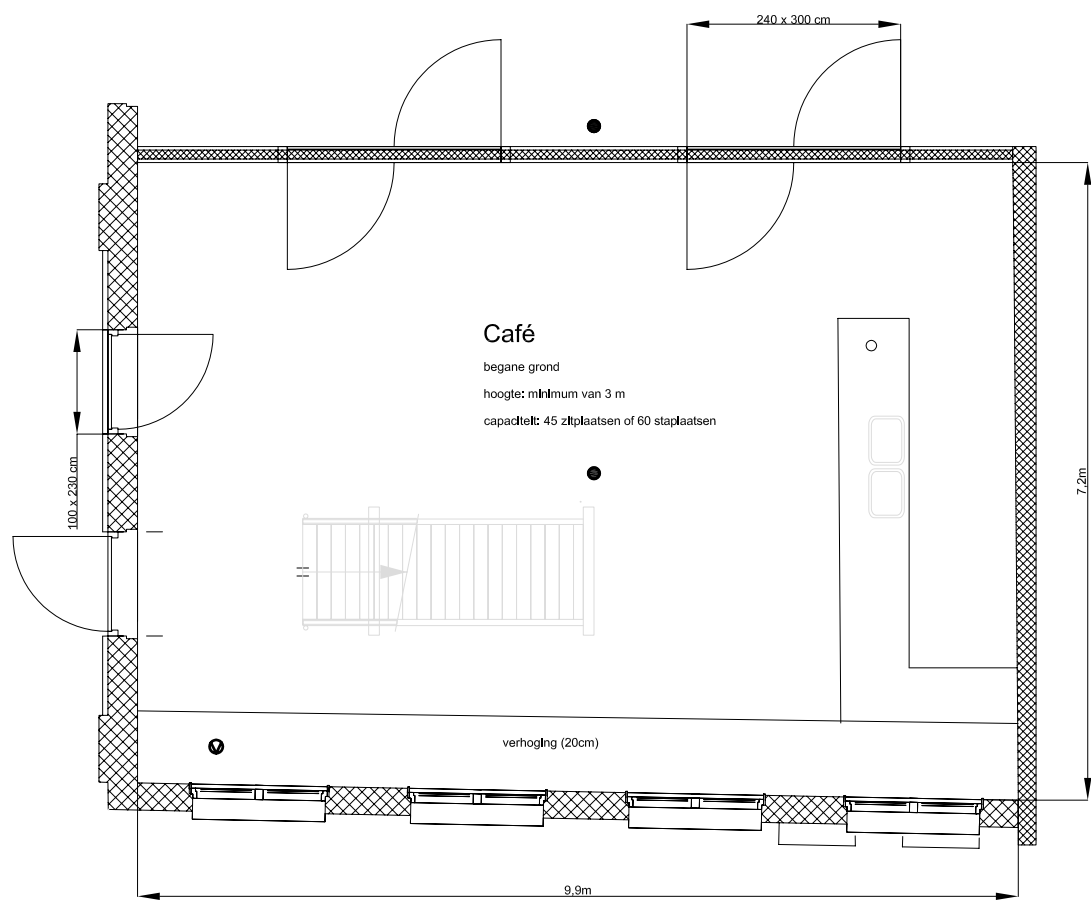 240 x 300 cm
Café
begane grond
hoogte: minimum van 3 m
capaciteit: 45 zitplaatsen of 60 staplaatsen
100 x 230 cm
7,2m
verhoging (20cm)
9,9m